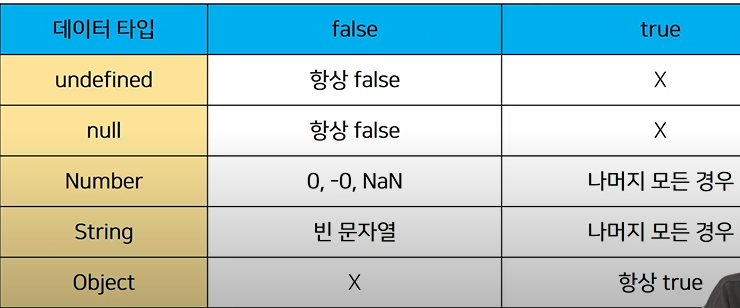 데이터 타입 false true
undefined 항상 false X
null 항상 false X
Number 0, -0, NaN 나머지 모든 경우
String 빈 문자열 나머지 모든 경우
Object X 항상 true